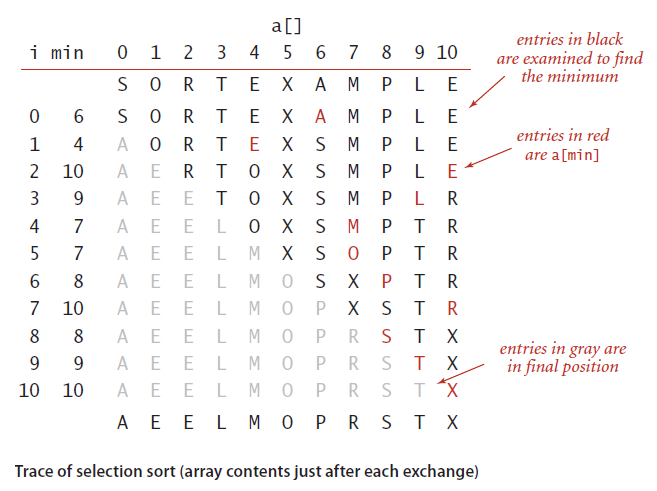 a[]
i min 0 1 2 3 4 5 6 7 8 9 10
S O R T E X A M P L E
0 6 S O R T E X A M P L E
1 4 A O R T E X S M P L E
2 10 A E R T O X S M P L E
3 9 A E E T O X S M P L R
4 7 A E E L O X S M P T R
5 7 A E E L M X S O P T R
6 8 A E E L M O S X P T R
7 10 A E E L M O P X S T R
8 8 A E E L M O P R S T X
9 9 A E E L M O P R S T X
10 10 A E E L M O P R S T X
A E E L M O P R S T X
entries in black
are examined to find
the minimum
entries in red
are a[min]
entries in gray are
in final position
Trace of selection sort (array contents just after each exchange)